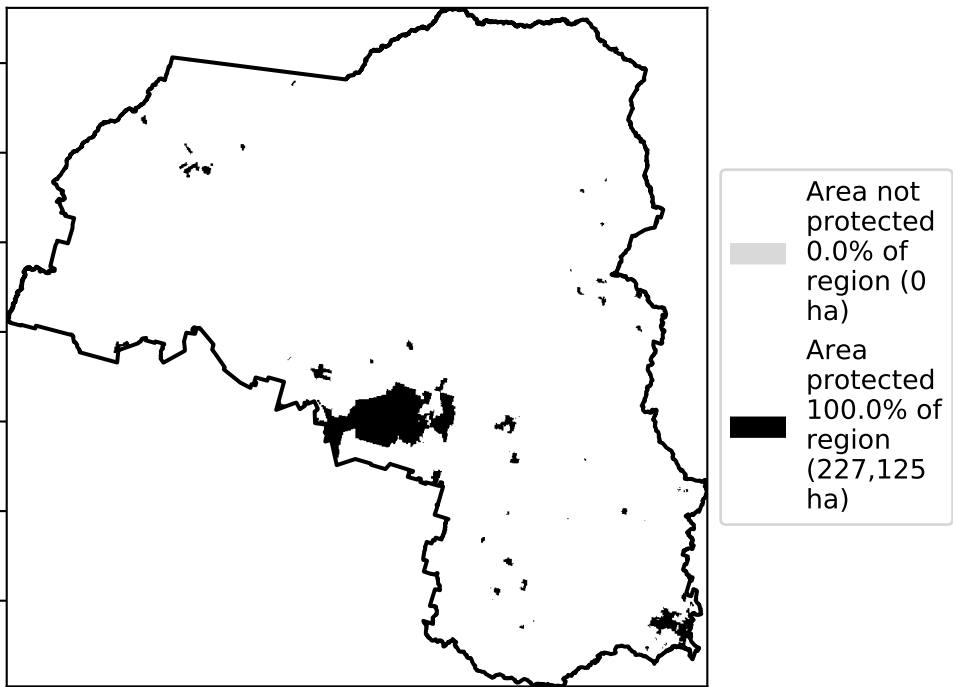 Area not
protected
0.0% of
region (0
ha)
Area
protected
100.0% of
region
(227,125
ha)